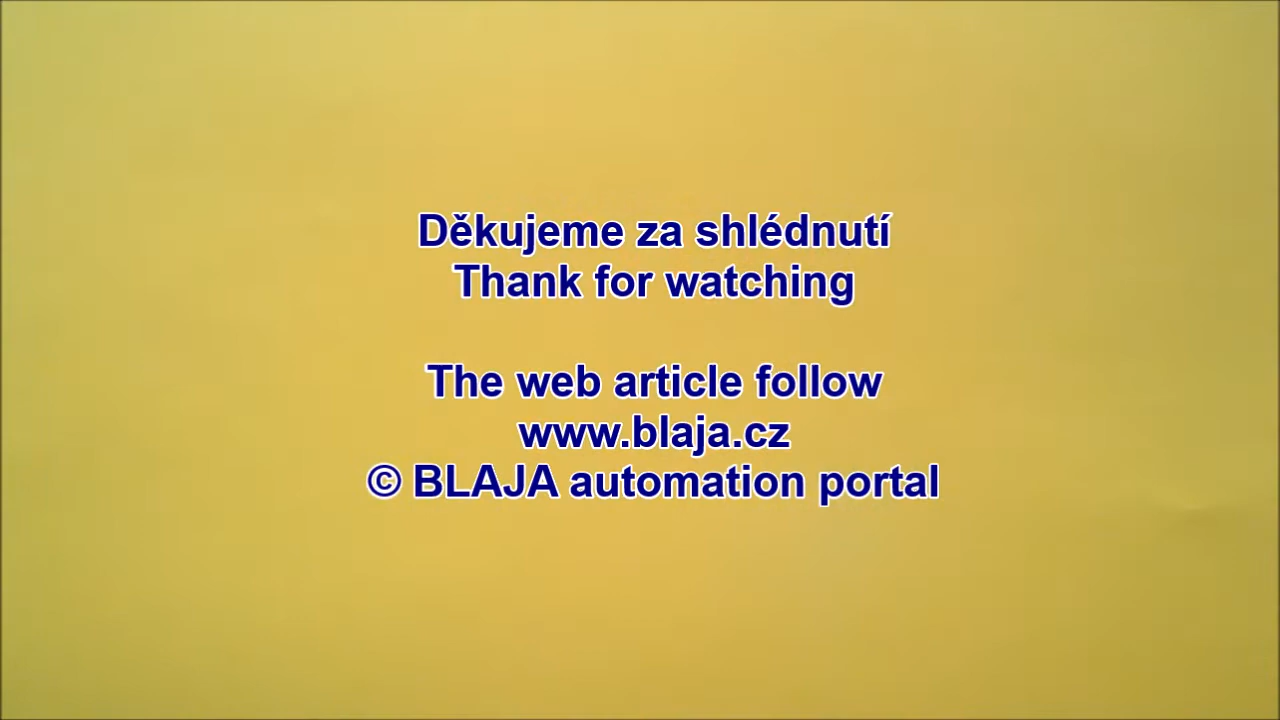 Děkujeme za shlédnutí
Thank for watching
The web article follow
www.blaja.cz
© BLAJA automation portal